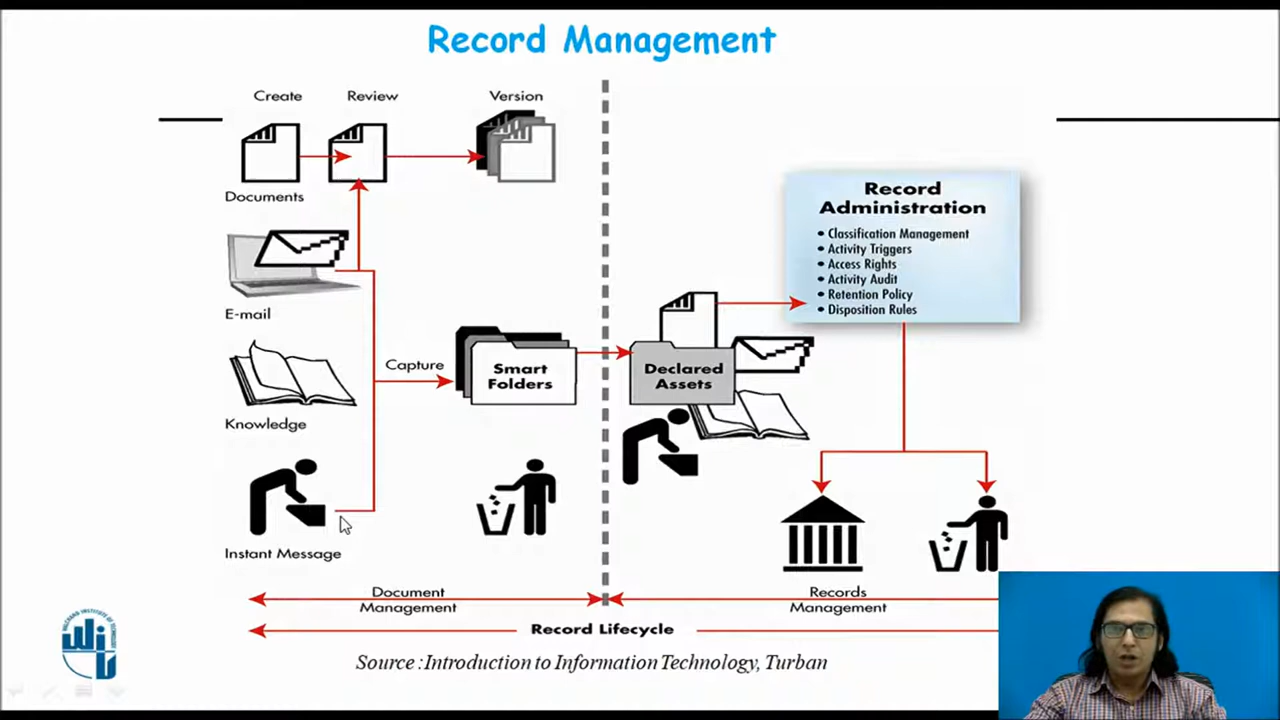 Record Management
Create
Review
Version
Documents
E-mail
Knowledge
Instant Message
Capture
Smart
Folders
Declared
Assets
Record
Administration
• Classification Management
• Activity Triggers
• Access Rights
• Activity Audit
• Retention Policy
• Disposition Rules
Document
Management
Records
Management
Record Lifecycle
Source :Introduction to Information Technology, Turban